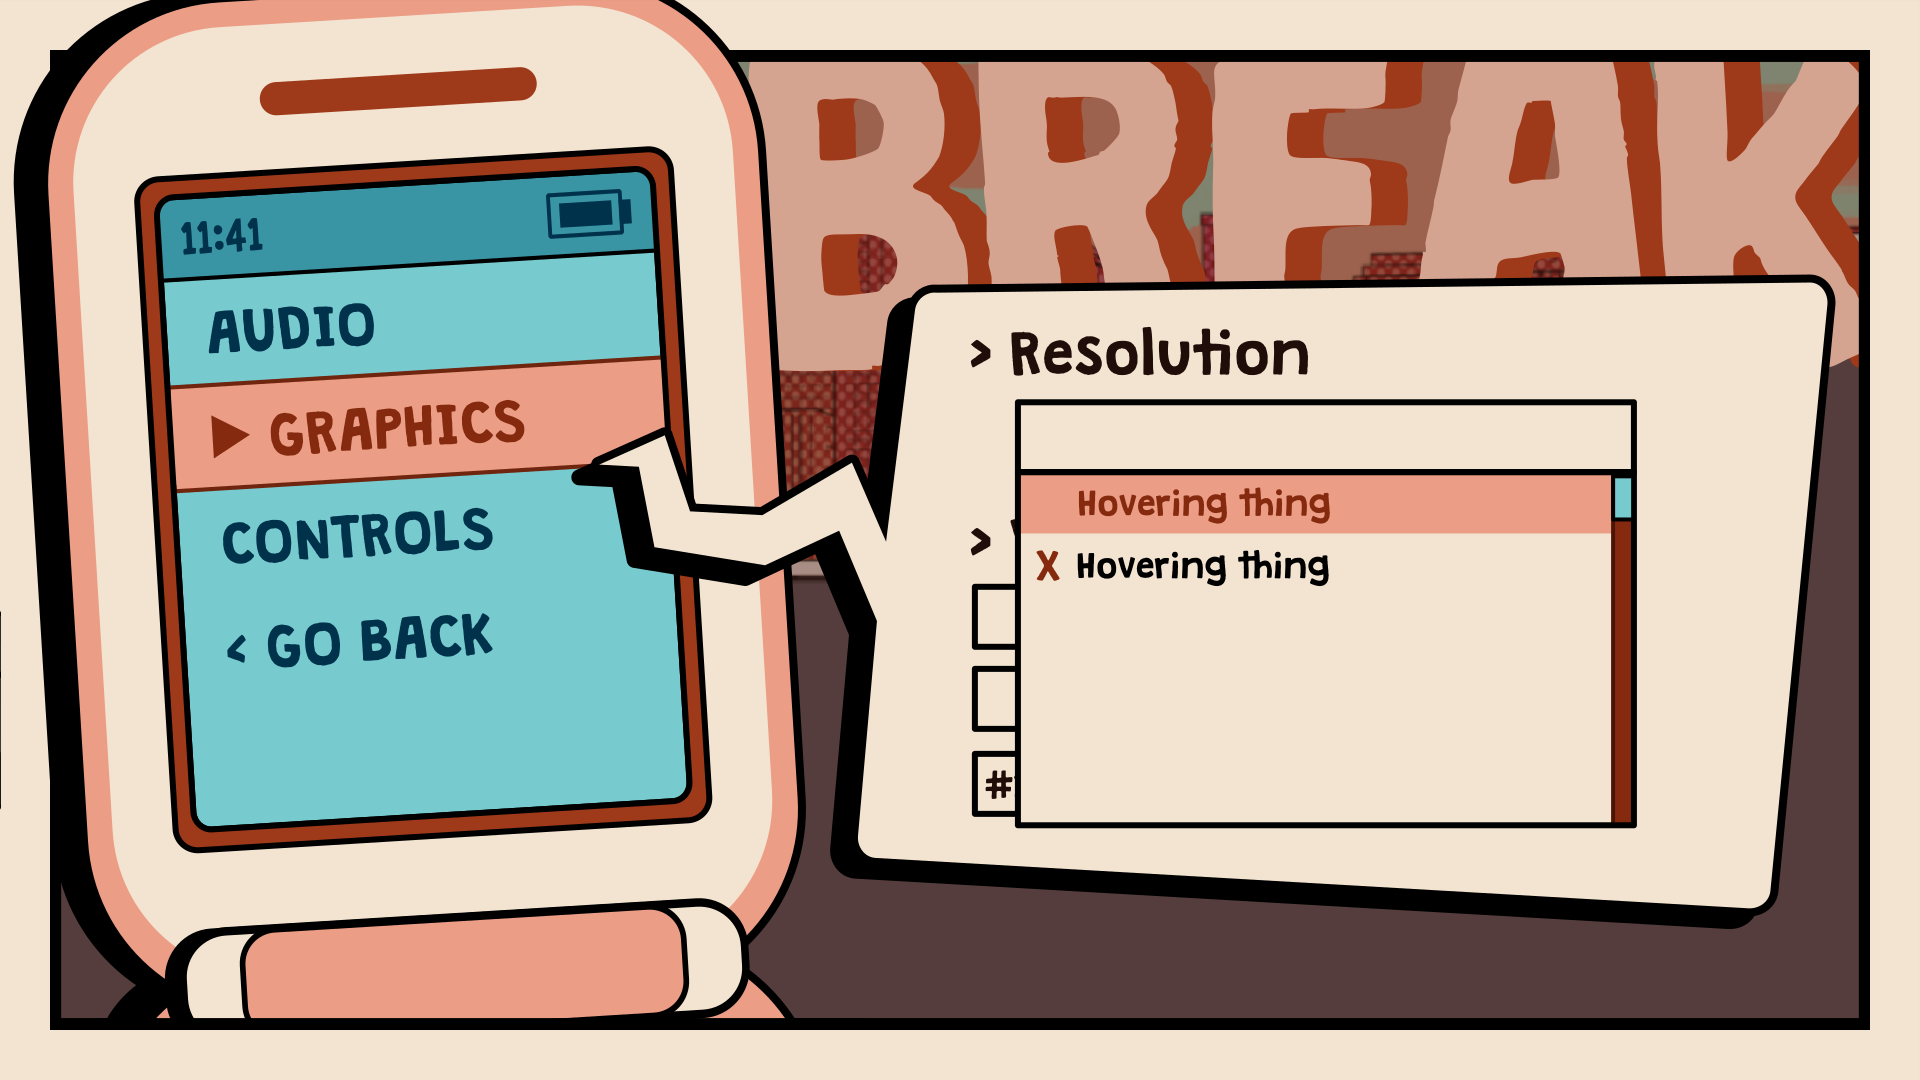 BREAK
11:41
AUDIO
▶ GRAPHICS
CONTROLS
< GO BACK
> Resolution
Hovering thing
>
X Hovering thing
#